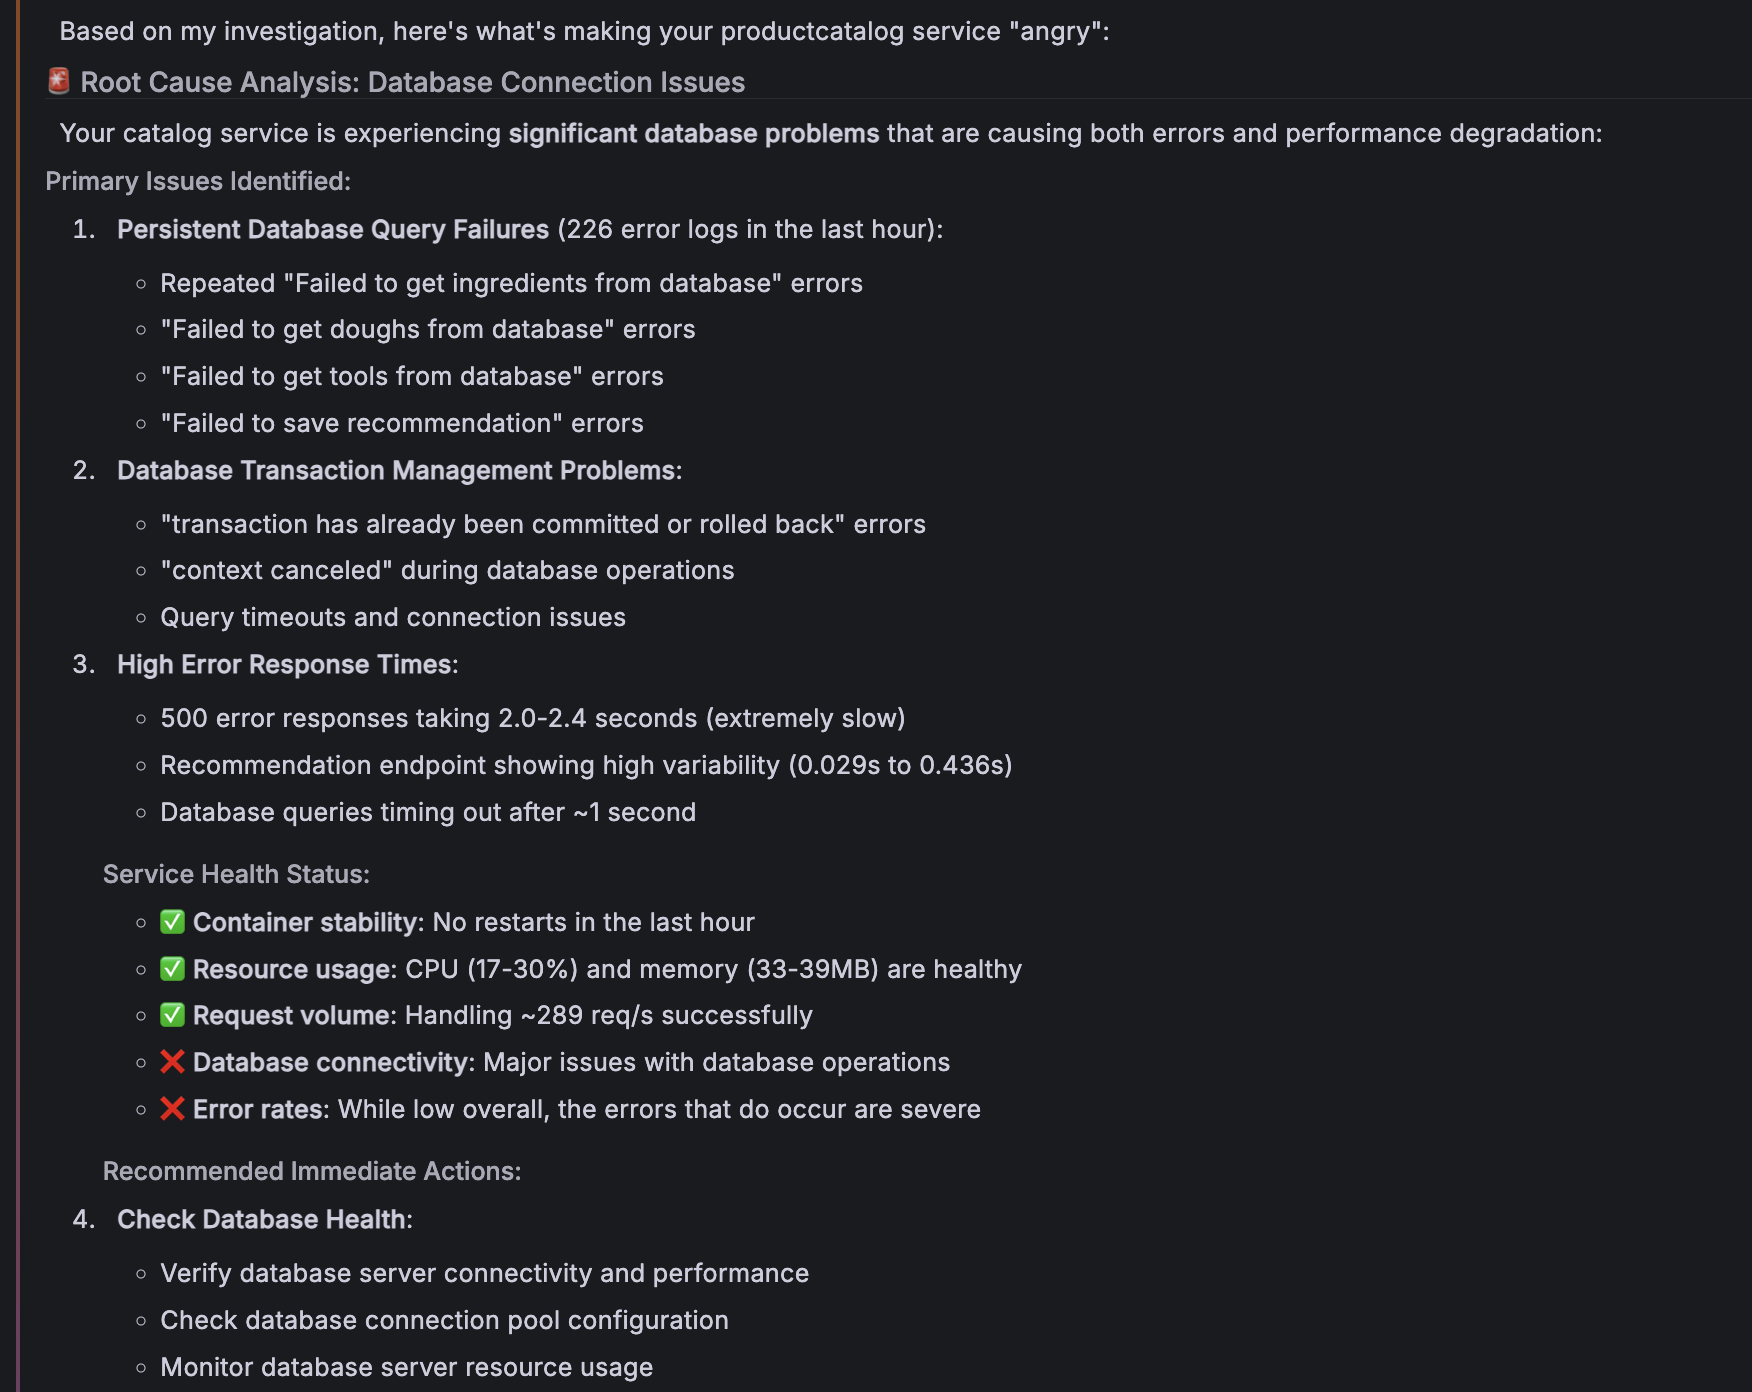 Based on my investigation, here's what's making your productcatalog service "angry":
🚨 Root Cause Analysis: Database Connection Issues
Your catalog service is experiencing significant database problems that are causing both errors and performance degradation:
Primary Issues Identified:
1. Persistent Database Query Failures (226 error logs in the last hour):
○ Repeated "Failed to get ingredients from database" errors
○ "Failed to get doughs from database" errors
○ "Failed to get tools from database" errors
○ "Failed to save recommendation" errors
2. Database Transaction Management Problems:
○ "transaction has already been committed or rolled back" errors
○ "context canceled" during database operations
○ Query timeouts and connection issues
3. High Error Response Times:
○ 500 error responses taking 2.0-2.4 seconds (extremely slow)
○ Recommendation endpoint showing high variability (0.029s to 0.436s)
○ Database queries timing out after ~1 second
Service Health Status:
○ ✅ Container stability: No restarts in the last hour
○ ✅ Resource usage: CPU (17-30%) and memory (33-39MB) are healthy
○ ✅ Request volume: Handling ~289 req/s successfully
○ ❌ Database connectivity: Major issues with database operations
○ ❌ Error rates: While low overall, the errors that do occur are severe
Recommended Immediate Actions:
4. Check Database Health:
○ Verify database server connectivity and performance
○ Check database connection pool configuration
○ Monitor database server resource usage